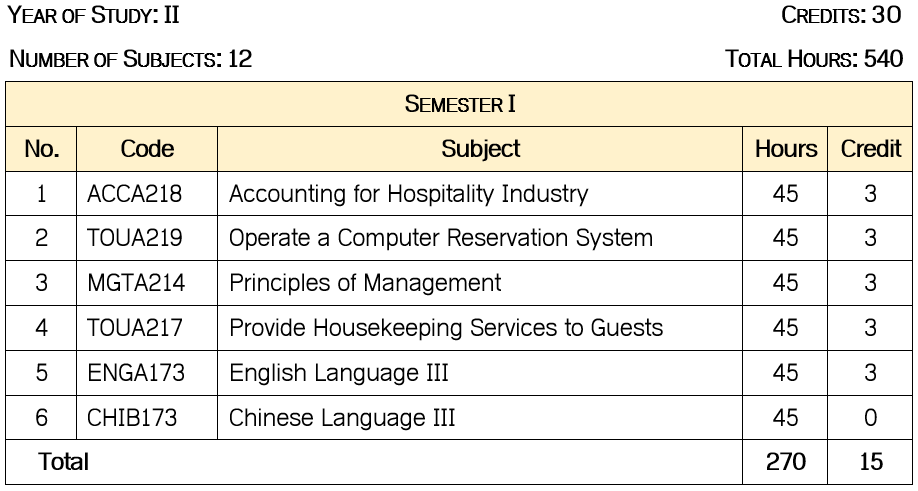 YEAR OF STUDY: II CREDITS: 30
NUMBER OF SUBJECTS: 12 TOTAL HOURS: 540
SEMESTER I
No. Code Subject Hours Credit
1 ACCA218 Accounting for Hospitality Industry 45 3
2 TOUA219 Operate a Computer Reservation System 45 3
3 MGTA214 Principles of Management 45 3
4 TOUA217 Provide Housekeeping Services to Guests 45 3
5 ENGA173 English Language III 45 3
6 CHIB173 Chinese Language III 45 0
Total 270 15